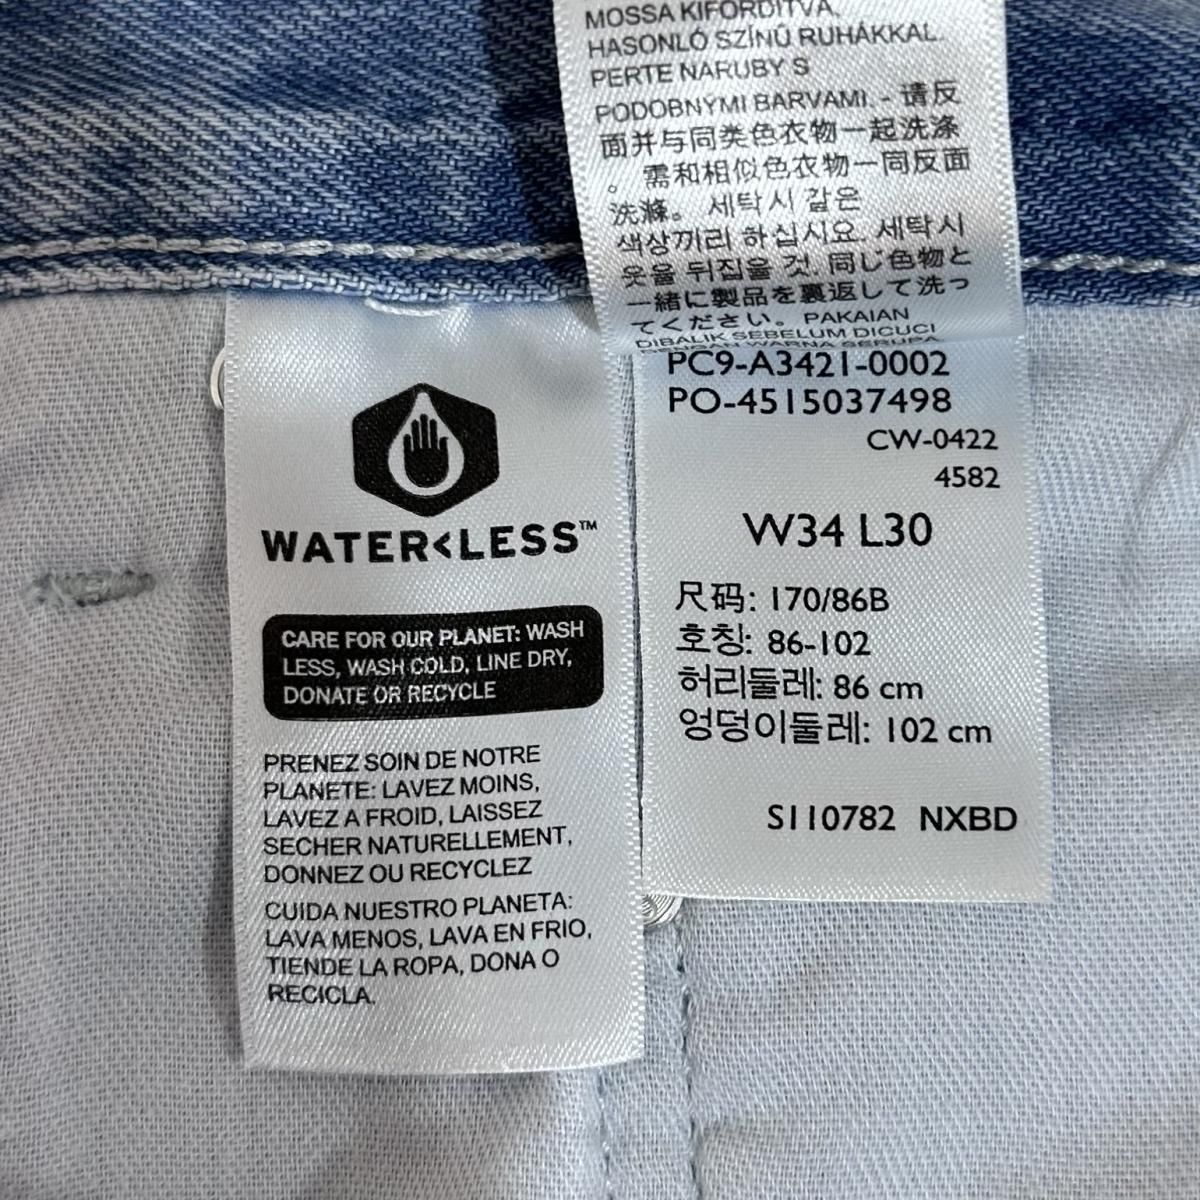 MOSSA KIFORDÍTVA,
HASONLÓ SZÍNŰ RUHÁKKAL.
PERTE NARUBY S
PODOBNYMI BARVAMI. - 请反
面并与同类色衣物一起洗涤
。 需和相似色衣物一同反面
洗滌。 세탁시 같은
색상끼리 하십시요. 세탁시
옷을 뒤집을 것. 同じ色物と
一緒に製品を裏返して洗っ
てください。 PAKAIAN
DIBALIK SEBELUM DICUCI
DENGAN WARNA SERUPA
PC9-A3421-0002
PO-4515037498
CW-0422
4582
W34 L30
尺码: 170/86B
호칭: 86-102
허리둘레: 86 cm
엉덩이둘레: 102 cm
S110782 NXBD
WATER<LESS™
CARE FOR OUR PLANET: WASH
LESS, WASH COLD, LINE DRY,
DONATE OR RECYCLE
PRENEZ SOIN DE NOTRE
PLANETE: LAVEZ MOINS,
LAVEZ A FROID, LAISSEZ
SECHER NATURELLEMENT,
DONNEZ OU RECYCLEZ
CUIDA NUESTRO PLANETA:
LAVA MENOS, LAVA EN FRIO,
TIENDE LA ROPA, DONA O
RECICLA.